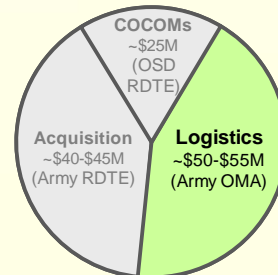 COCOMs
~$25M
(OSD
RDTE)
Acquisition
~$40-$45M
(Army RDTE)
Logistics
~$50-$55M
(Army OMA)